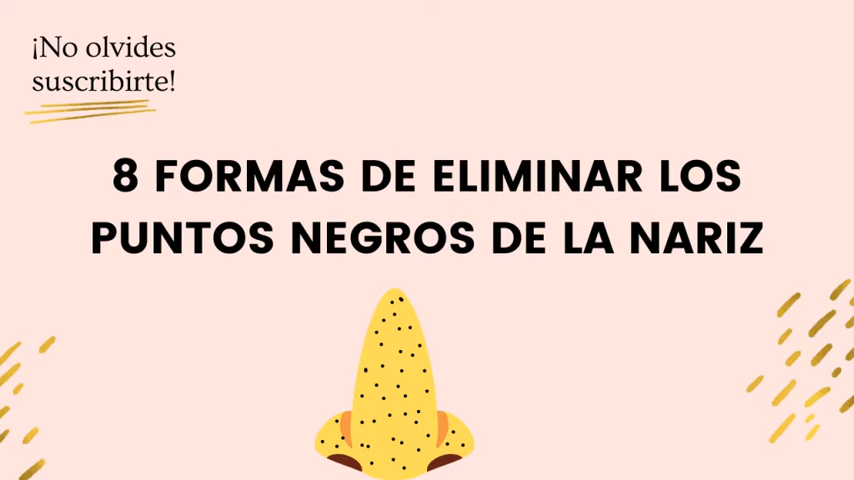 ¡No olvides
suscribirte!
8 FORMAS DE ELIMINAR LOS
PUNTOS NEGROS DE LA NARIZ